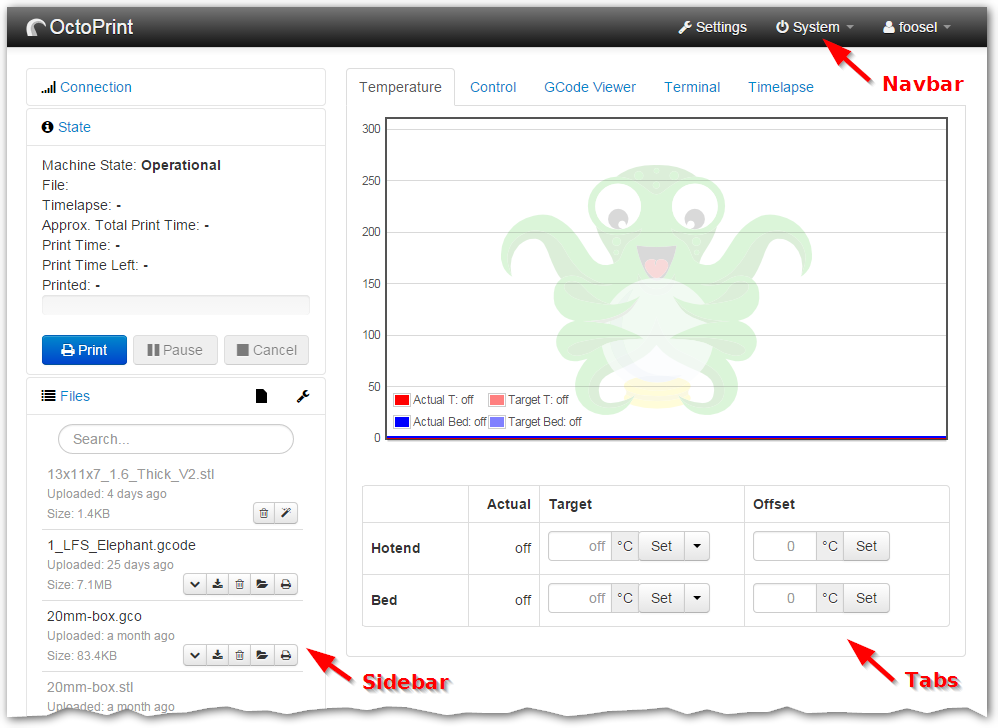 OctoPrint
Settings
System
foosel
Navbar
Connection
State
Machine State: Operational
File:
Timelapse: -
Approx. Total Print Time: -
Print Time: -
Print Time Left: -
Printed: -
Print
Pause
Cancel
Files
Search...
13x11x7_1.6_Thick_V2.stl
Uploaded: 4 days ago
Size: 1.4KB
1_LFS_Elephant.gcode
Uploaded: 25 days ago
Size: 7.1MB
20mm-box.gco
Uploaded: a month ago
Size: 83.4KB
20mm-box.stl
Uploaded: a month ago
Sidebar
Temperature
Control
GCode Viewer
Terminal
Timelapse
300
250
200
150
100
50
0
Actual T: off
Target T: off
Actual Bed: off
Target Bed: off
Actual
Target
Offset
Hotend
off
off
°C
Set
0
°C
Set
Bed
off
off
°C
Set
0
°C
Set
Tabs